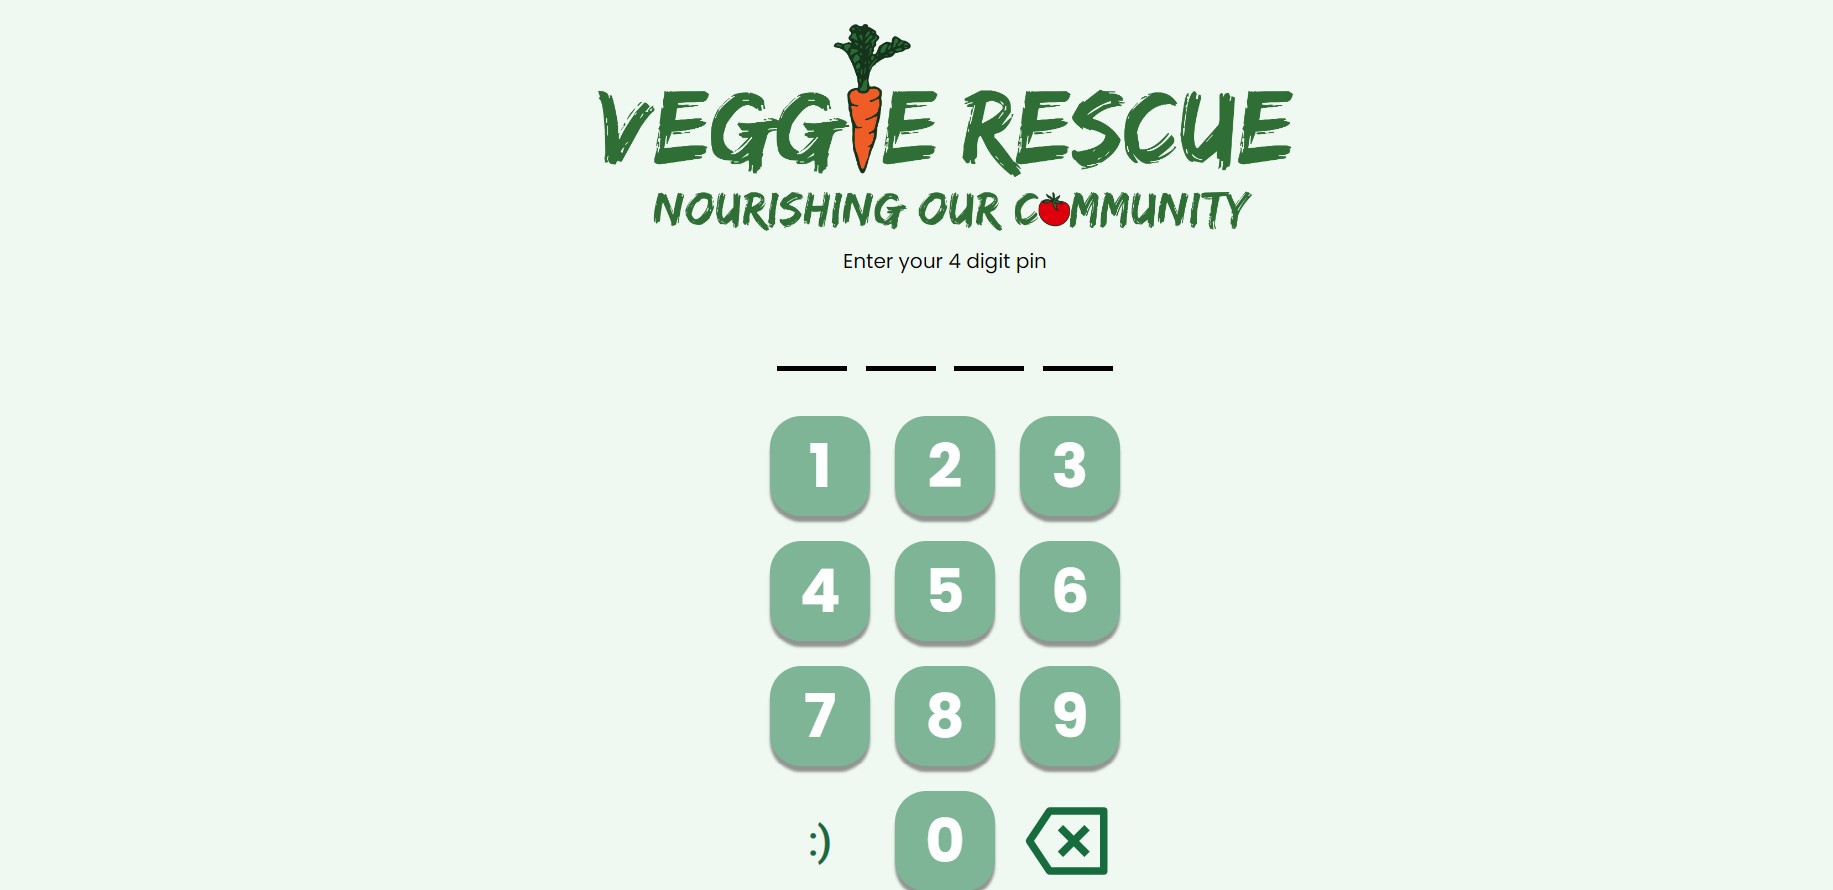 VEGGIE RESCUE
NOURISHING OUR COMMUNITY
Enter your 4 digit pin
1 2 3
4 5 6
7 8 9
:) 0